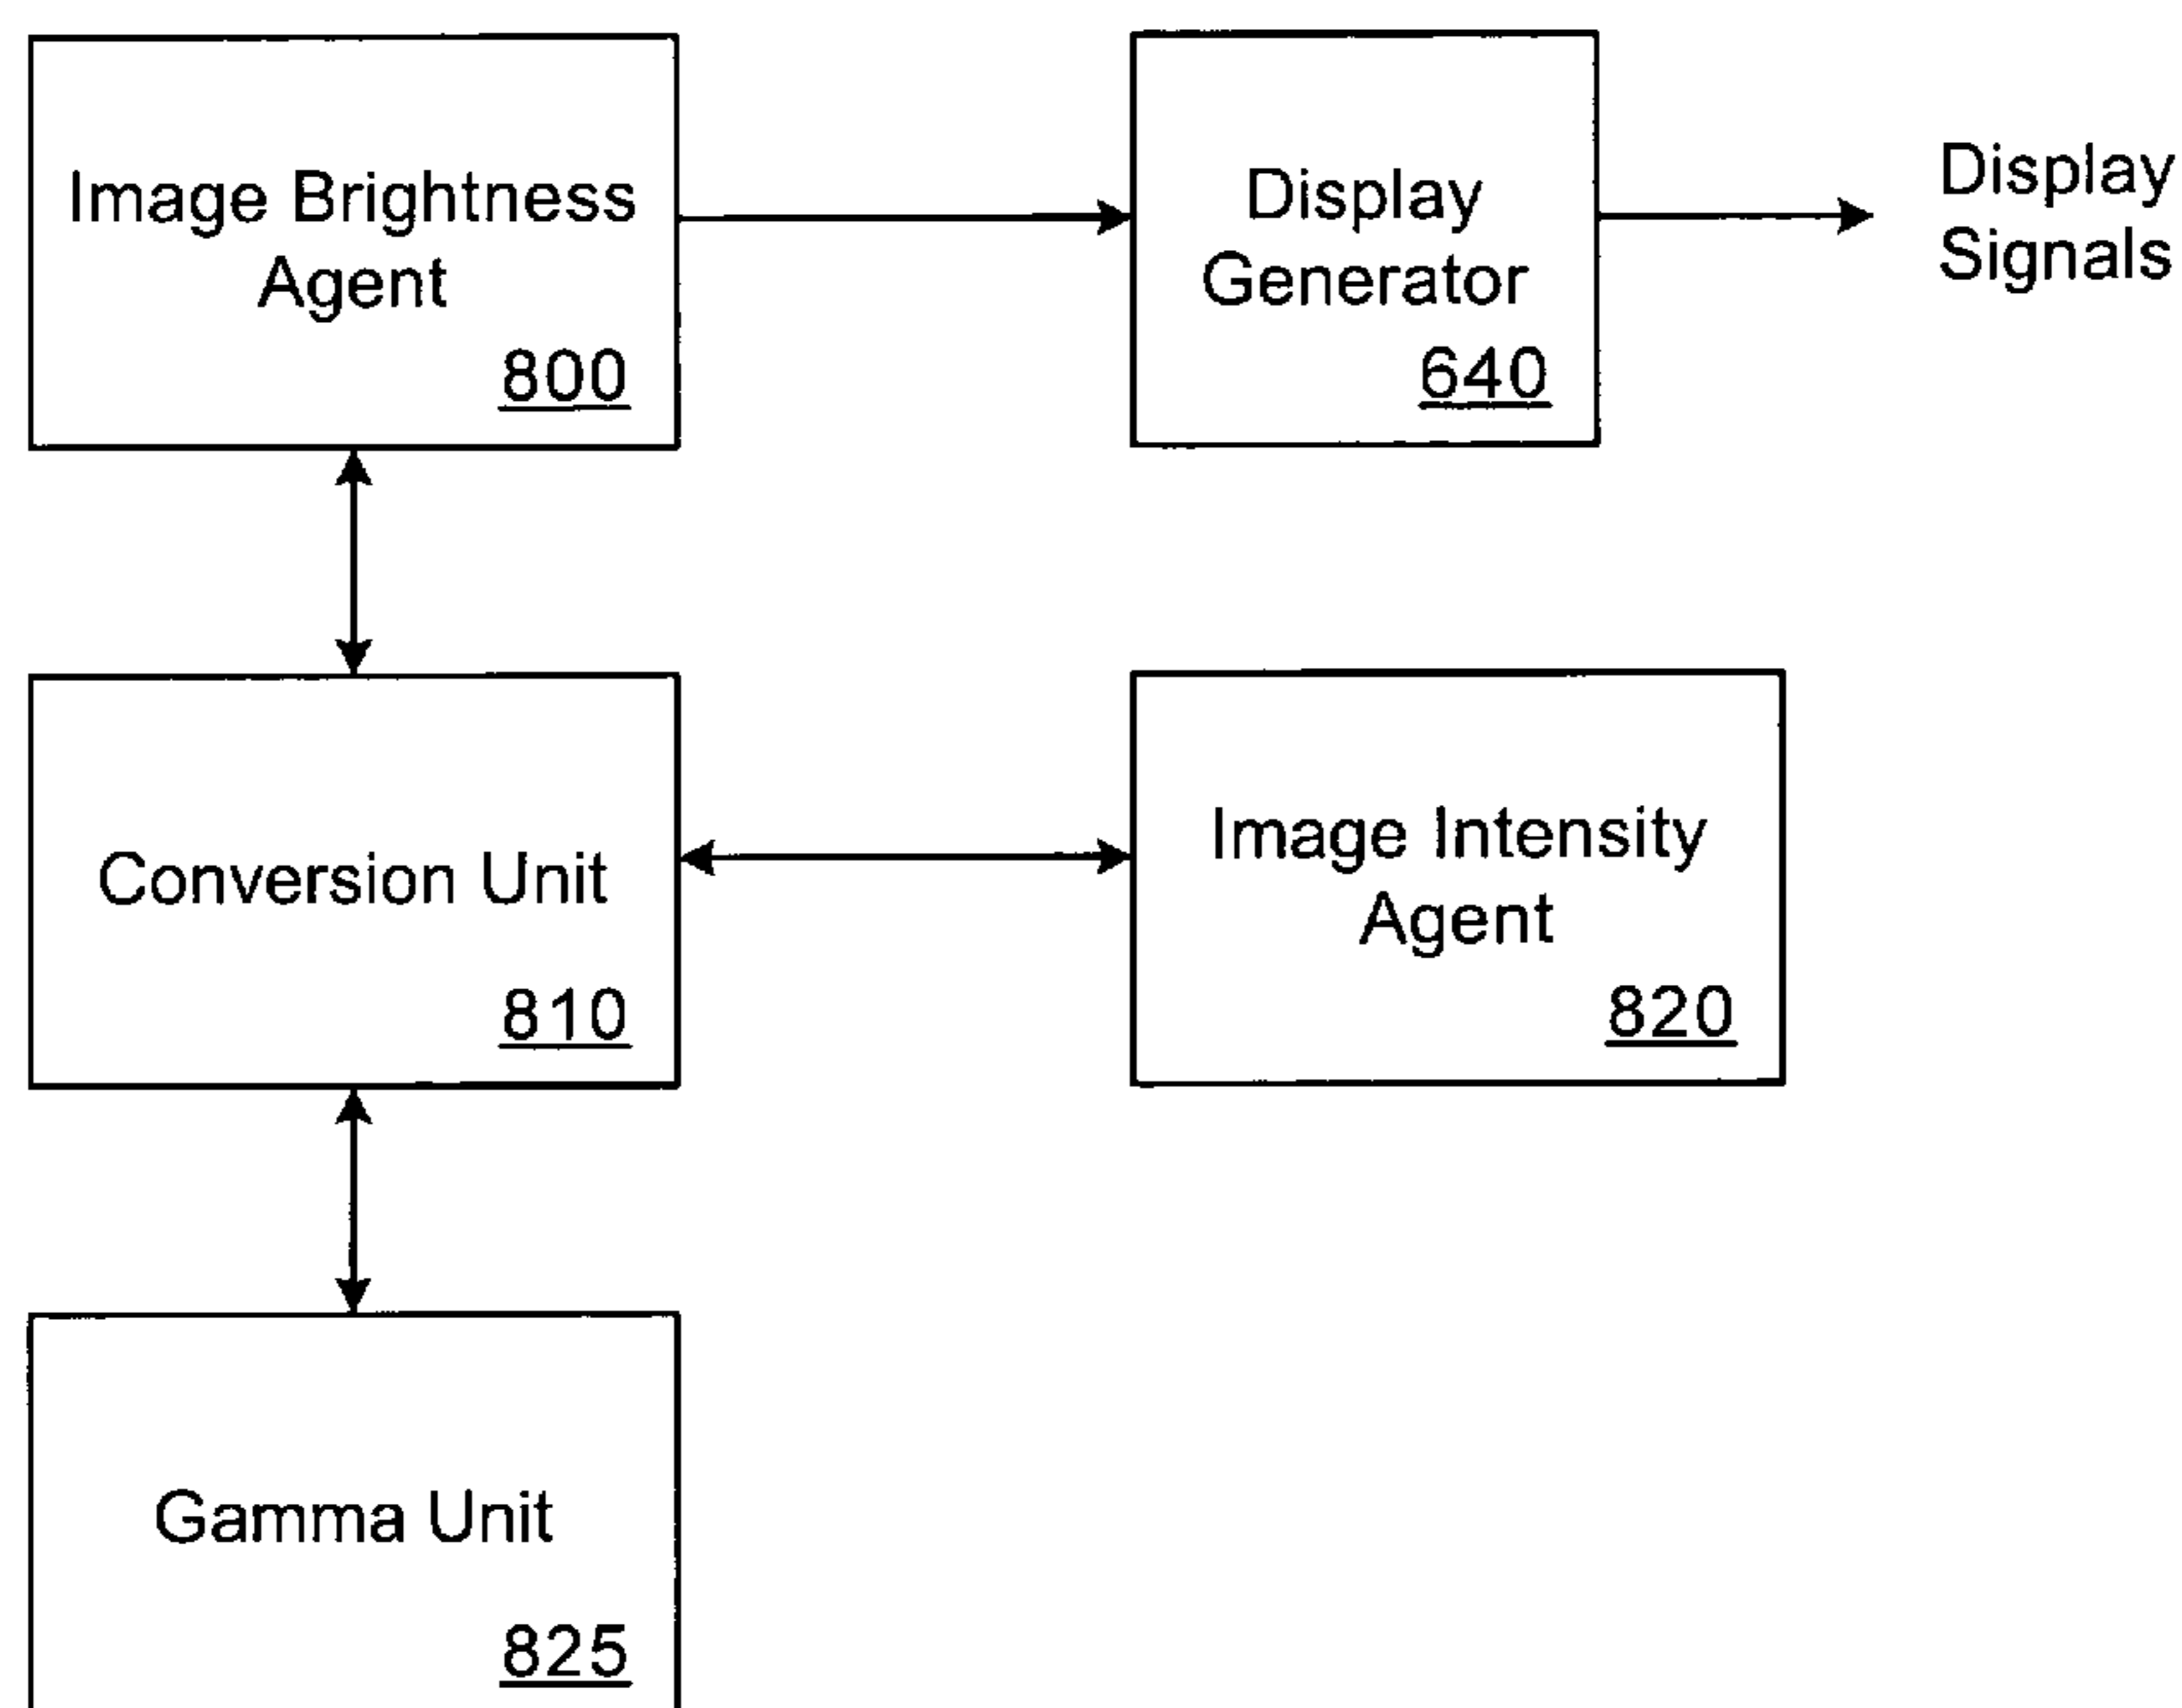 Image Brightness
Agent
800
Display
Generator
640
Display
Signals
Conversion Unit
810
Image Intensity
Agent
820
Gamma Unit
825